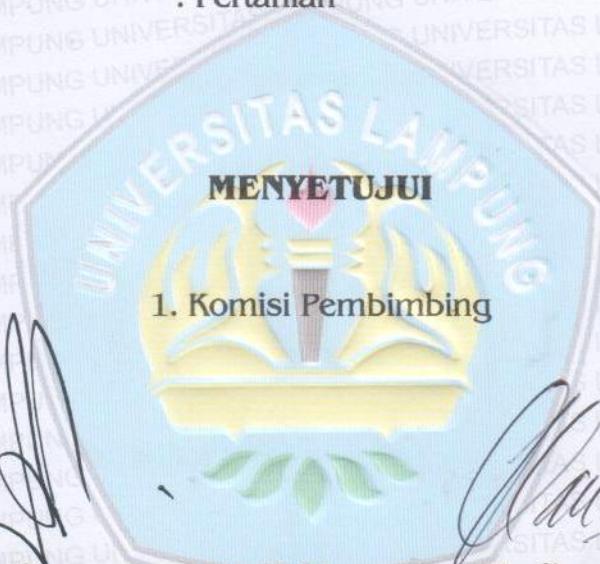 : Pertanian
UNIVERSITAS LAMPUNG
MENYETUJUI
1. Komisi Pembimbing